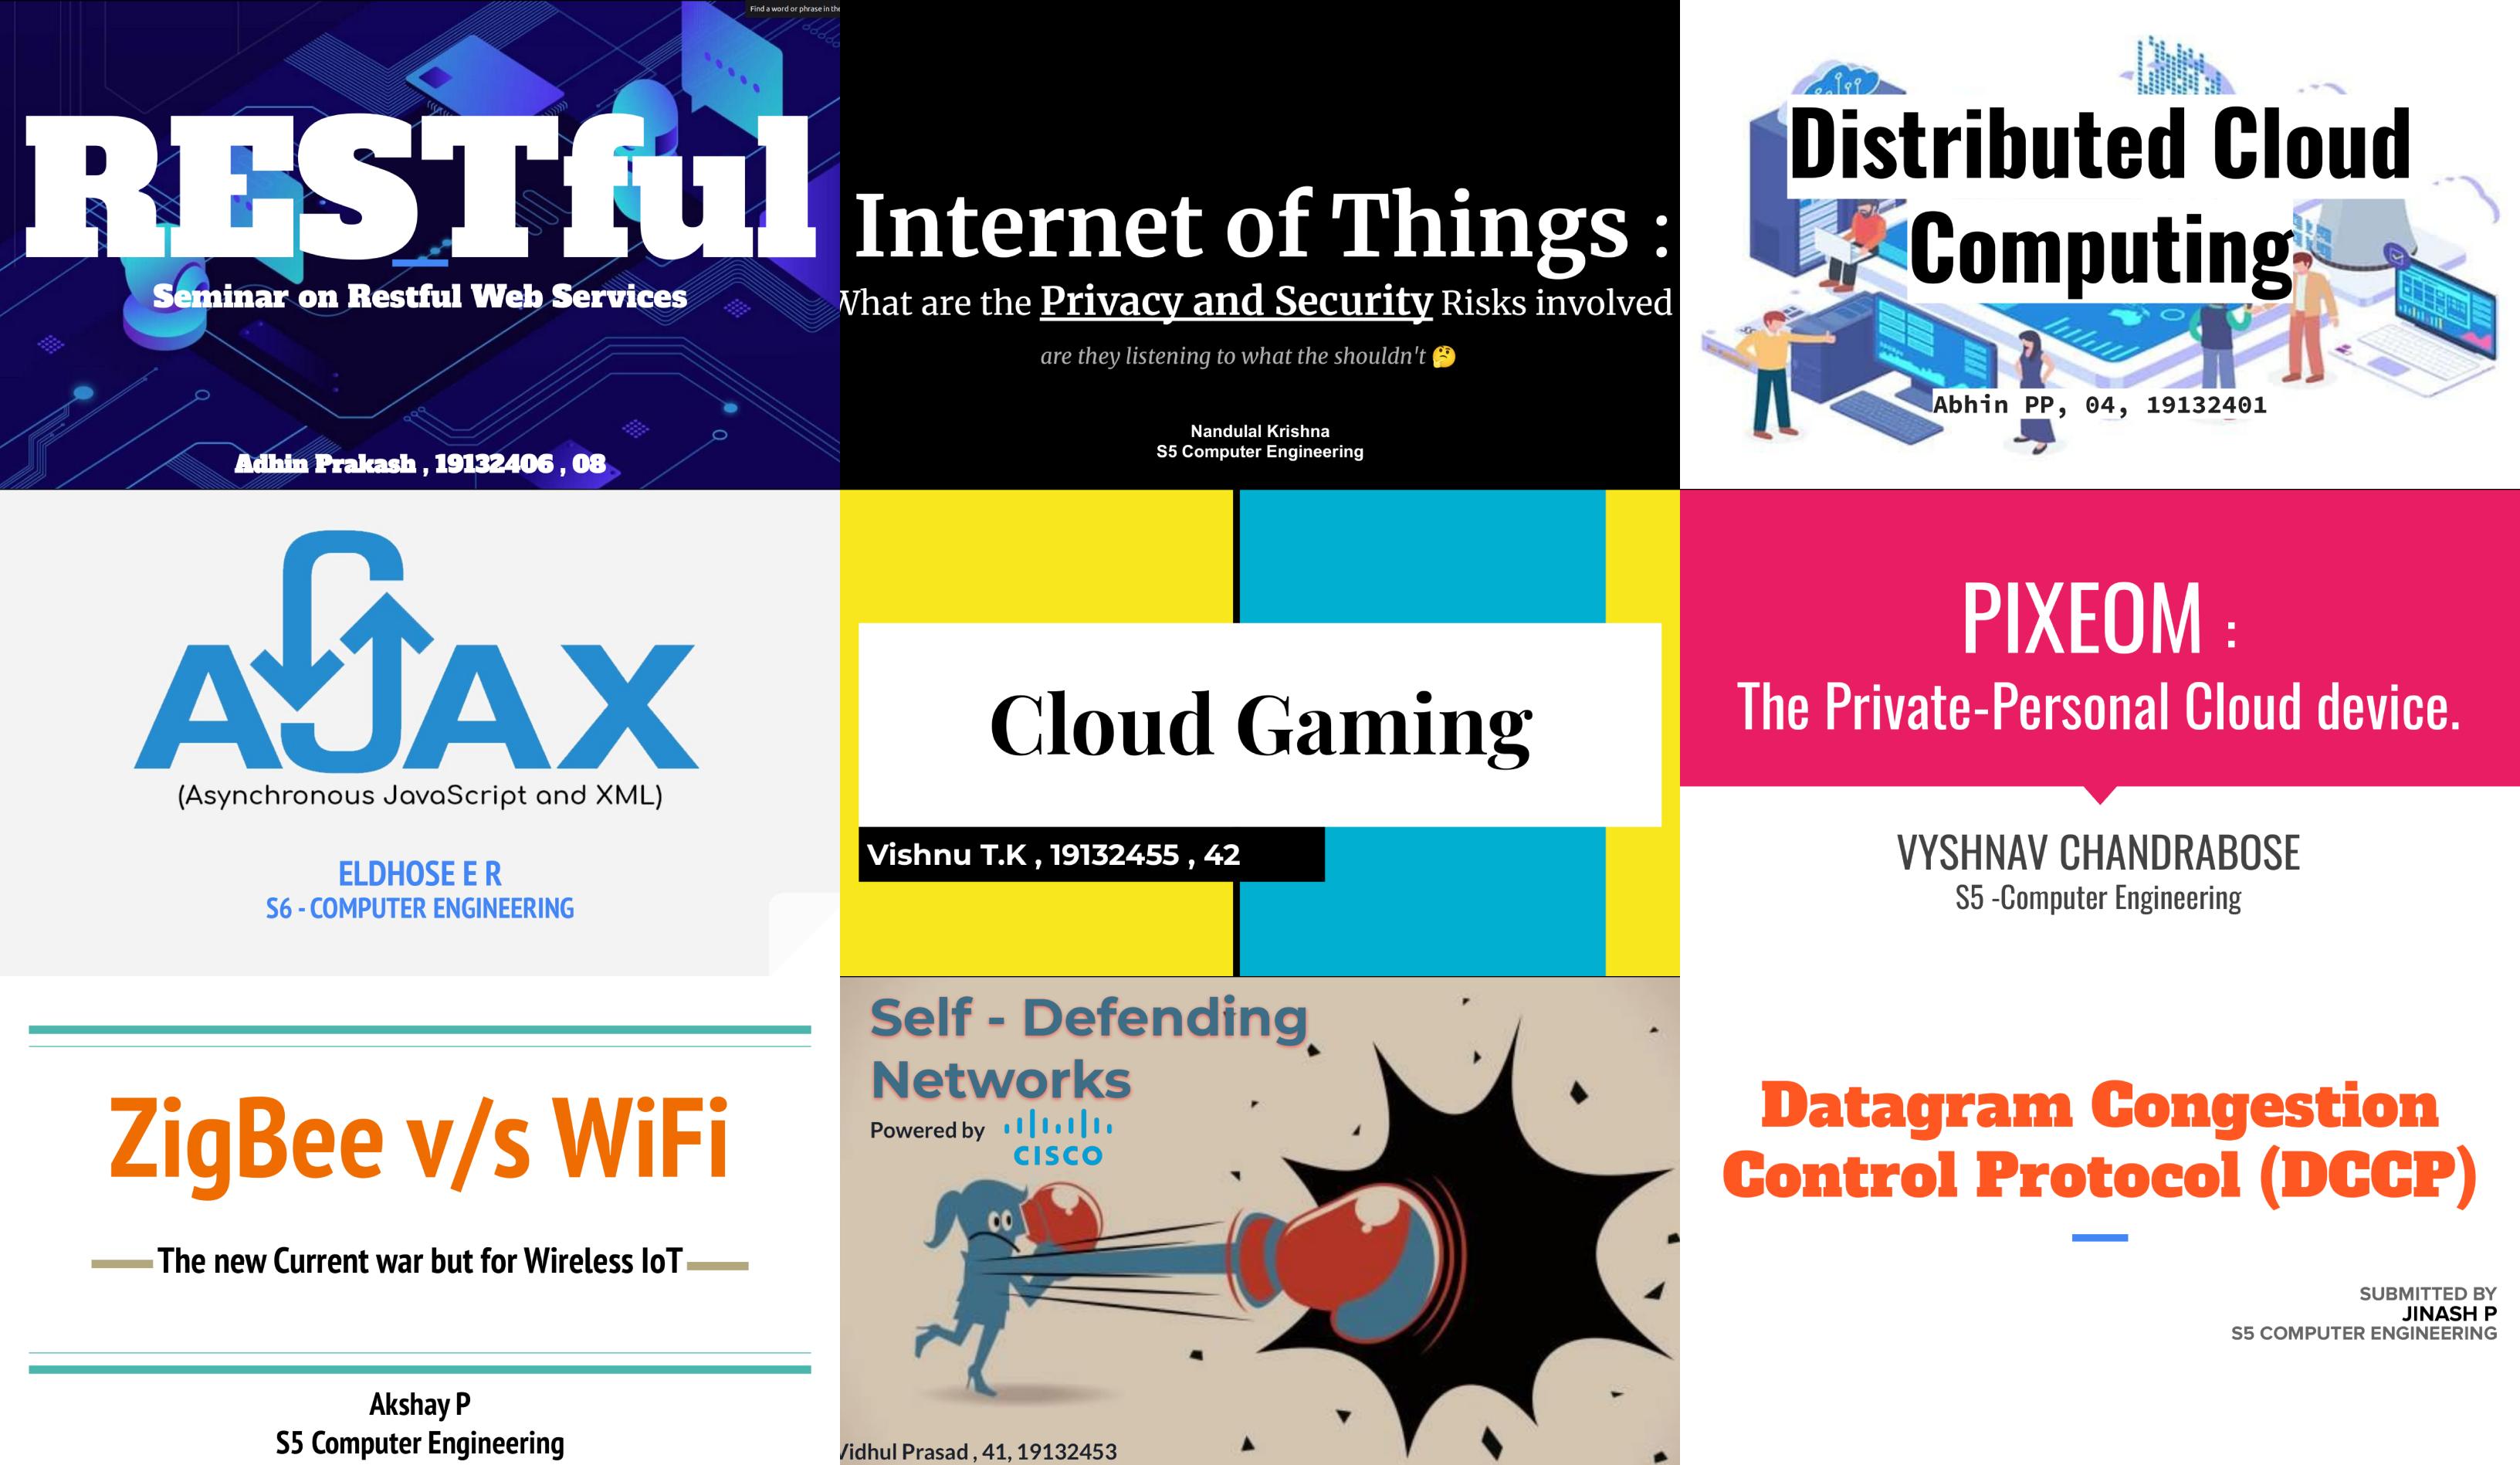 Find a word or phrase in the
RESTful
Seminar on Restful Web Services
Adhin Prakash , 19132406 , 08
Internet of Things :
What are the Privacy and Security Risks involved
are they listening to what the shouldn't 🤔
Nandulal Krishna
S5 Computer Engineering
Distributed Cloud
Computing
Abhin PP, 04, 19132401
AJAX
(Asynchronous JavaScript and XML)
ELDHOSE E R
S6 - COMPUTER ENGINEERING
Cloud Gaming
Vishnu T.K , 19132455 , 42
PIXEOM :
The Private-Personal Cloud device.
VYSHNAV CHANDRABOSE
S5 -Computer Engineering
ZigBee v/s WiFi
The new Current war but for Wireless IoT
Akshay P
S5 Computer Engineering
Self - Defending
Networks
Powered by
CISCO
Vidhul Prasad , 41, 19132453
Datagram Congestion
Control Protocol (DCCP)
SUBMITTED BY
JINASH P
S5 COMPUTER ENGINEERING